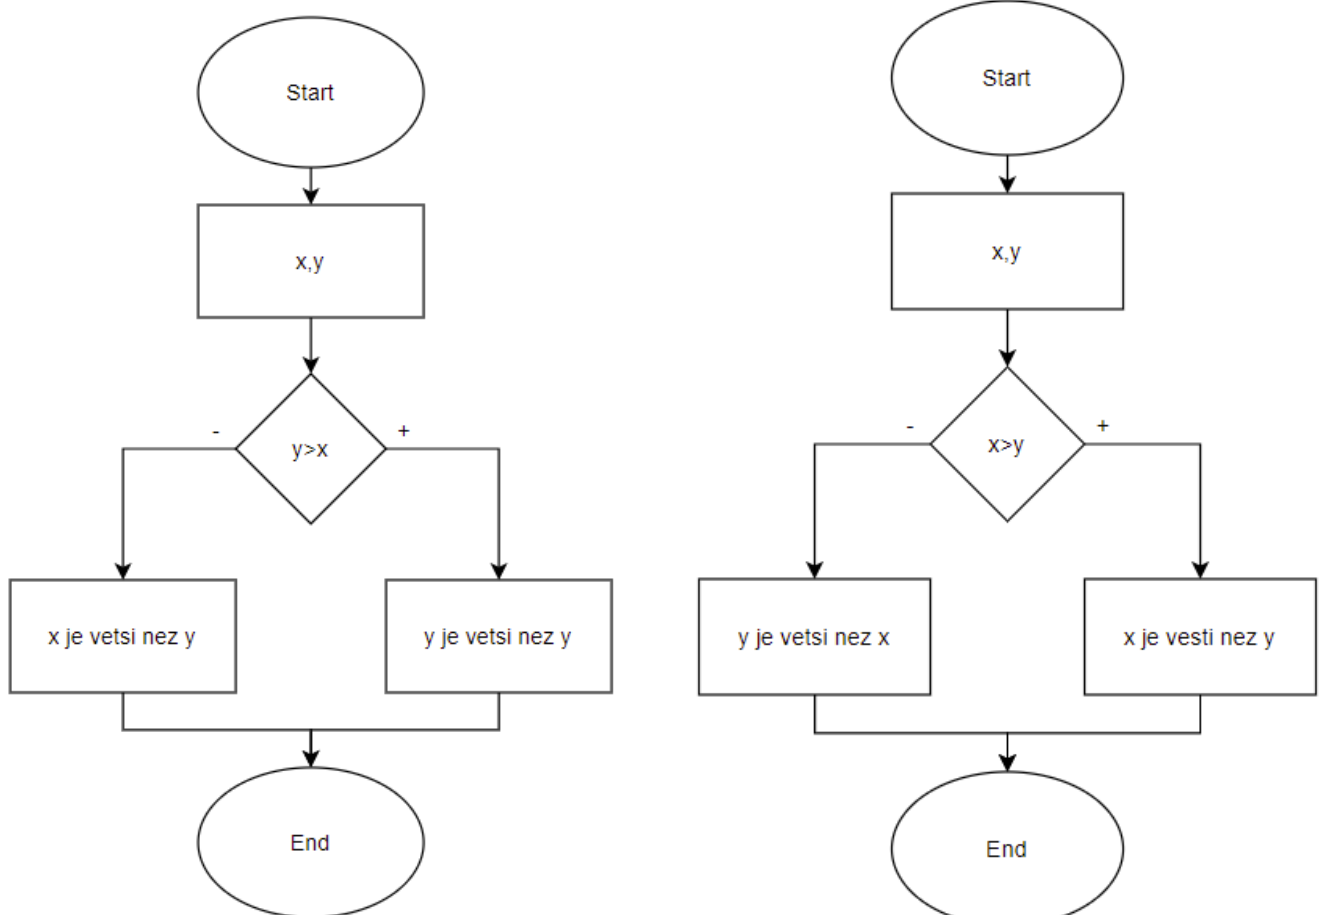 Start
x,y
y>x
-
+
x je vetsi nez y
y je vetsi nez y
End
Start
x,y
x>y
-
+
y je vetsi nez x
x je vesti nez y
End